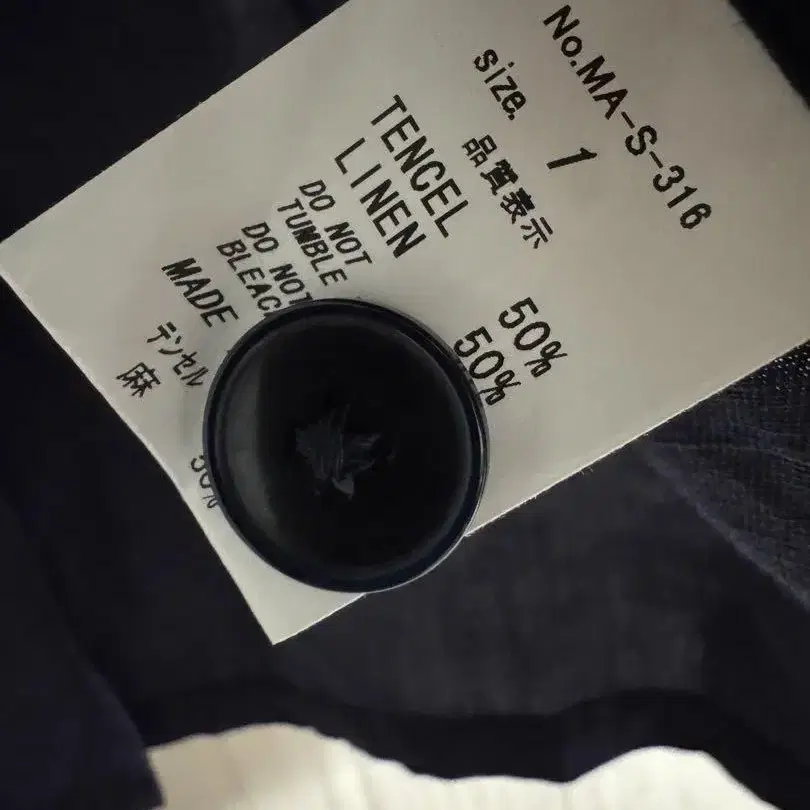 No.MA-S-316
size. 1
品質表示
TENCEL 50%
LINEN 50%
DO NOT
TUMBLE
DO NOT
MADE
テンセル
麻 50%